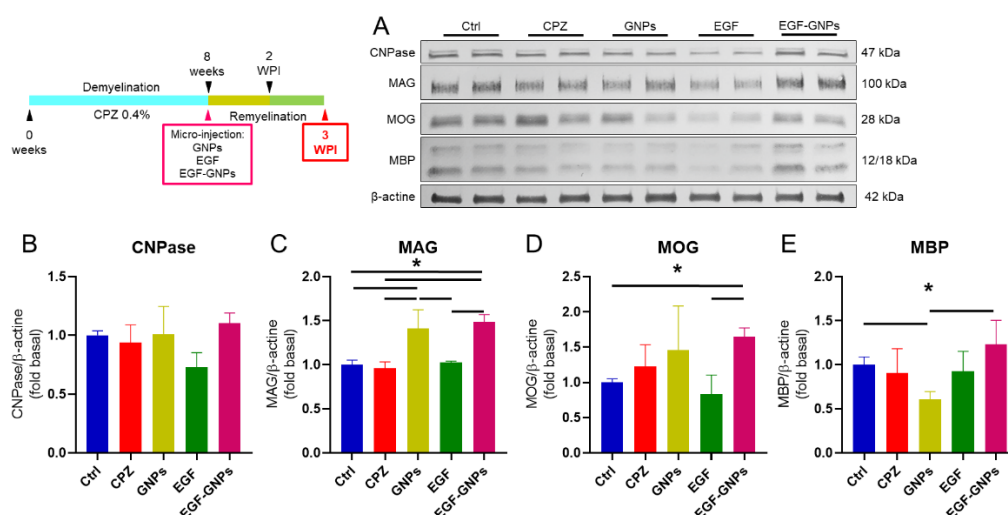 8
weeks
2
WPI
Demyelination
CPZ 0.4%
Remyelination
0
weeks
Micro-injection:
GNPs
EGF
EGF-GNPs
3
WPI
A
Ctrl
CPZ
GNPs
EGF
EGF-GNPs
CNPase
47 kDa
MAG
100 kDa
MOG
28 kDa
MBP
12/18 kDa
β-actine
42 kDa
B
CNPase
CNPase/β-actine
(fold basal)
1.5
1.0
0.5
0.0
Ctrl
CPZ
GNPs
EGF
EGF-GNPs
C
MAG
*
MAG/β-actine
(fold basal)
2.0
1.5
1.0
0.5
0.0
Ctrl
CPZ
GNPs
EGF
EGF-GNPs
D
MOG
*
MOG/β-actine
(fold basal)
2.5
2.0
1.5
1.0
0.5
0.0
Ctrl
CPZ
GNPs
EGF
EGF-GNPs
E
MBP
*
MBP/β-actine
(fold basal)
2.0
1.5
1.0
0.5
0.0
Ctrl
CPZ
GNPs
EGF
EGF-GNPs